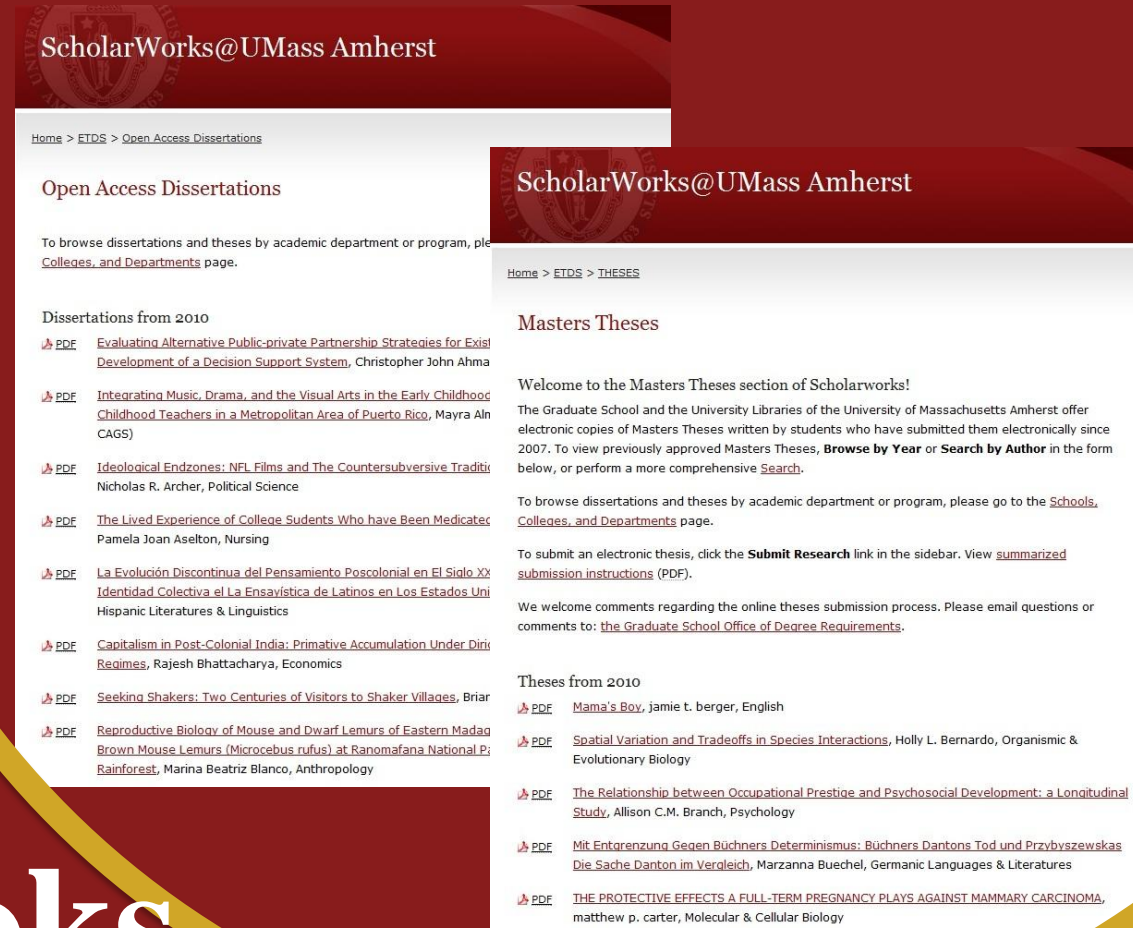 ScholarWorks@UMass Amherst
Home > ETDS > Open Access Dissertations
Open Access Dissertations
To browse dissertations and theses by academic department or program, ple
Colleges, and Departments page.
Dissertations from 2010
PDF Evaluating Alternative Public-private Partnership Strategies for Exist
Development of a Decision Support System, Christopher John Ahma
PDF Integrating Music, Drama, and the Visual Arts in the Early Childhood
Childhood Teachers in a Metropolitan Area of Puerto Rico, Mayra Alm
CAGS)
PDF Ideological Endzones: NFL Films and The Countersubversive Traditio
Nicholas R. Archer, Political Science
PDF The Lived Experience of College Sudents Who have Been Medicated
Pamela Joan Aselton, Nursing
PDF La Evolución Discontinua del Pensamiento Poscolonial en El Siglo XX
Identidad Colectiva el La Ensayística de Latinos en Los Estados Uni
Hispanic Literatures & Linguistics
PDF Capitalism in Post-Colonial India: Primative Accumulation Under Diri
Regimes, Rajesh Bhattacharya, Economics
PDF Seeking Shakers: Two Centuries of Visitors to Shaker Villages, Brian
PDF Reproductive Biology of Mouse and Dwarf Lemurs of Eastern Madag
Brown Mouse Lemurs (Microcebus rufus) at Ranomafana National Pa
Rainforest, Marina Beatriz Blanco, Anthropology
ScholarWorks@UMass Amherst
Home > ETDS > THESES
Masters Theses
Welcome to the Masters Theses section of Scholarworks!
The Graduate School and the University Libraries of the University of Massachusetts Amherst offer
electronic copies of Masters Theses written by students who have submitted them electronically since
2007. To view previously approved Masters Theses, Browse by Year or Search by Author in the form
below, or perform a more comprehensive Search.
To browse dissertations and theses by academic department or program, please go to the Schools,
Colleges, and Departments page.
To submit an electronic thesis, click the Submit Research link in the sidebar. View summarized
submission instructions (PDF).
We welcome comments regarding the online theses submission process. Please email questions or
comments to: the Graduate School Office of Degree Requirements.
Theses from 2010
PDF Mama's Boy, jamie t. berger, English
PDF Spatial Variation and Tradeoffs in Species Interactions, Holly L. Bernardo, Organismic &
Evolutionary Biology
PDF The Relationship between Occupational Prestige and Psychosocial Development: a Longitudinal
Study, Allison C.M. Branch, Psychology
PDF Mit Entgrenzung Gegen Büchners Determinismus: Büchners Dantons Tod und Przybyszewskas
Die Sache Danton im Vergleich, Marzanna Buechel, Germanic Languages & Literatures
PDF THE PROTECTIVE EFFECTS A FULL-TERM PREGNANCY PLAYS AGAINST MAMMARY CARCINOMA,
matthew p. carter, Molecular & Cellular Biology